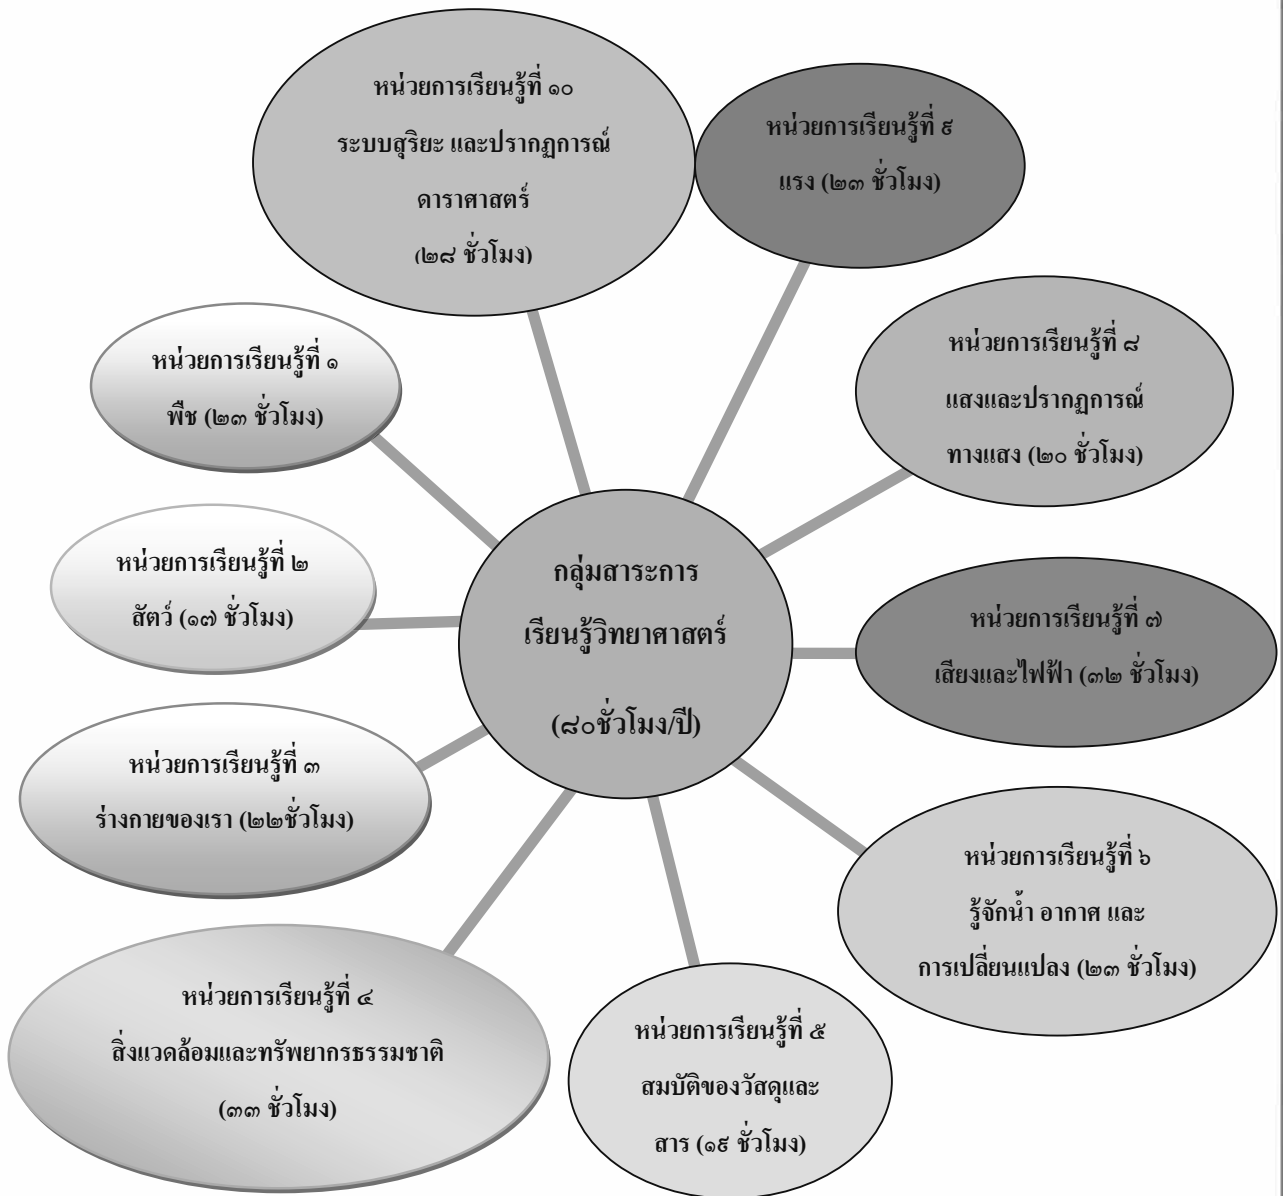 หน่วยการเรียนรู้ที่ ๑๐
ระบบสุริยะ และปรากฏการณ์
ดาราศาสตร์
(๒๘ ชั่วโมง)
หน่วยการเรียนรู้ที่ ๙
แรง (๒๓ ชั่วโมง)
หน่วยการเรียนรู้ที่ ๘
แสงและปรากฏการณ์
ทางแสง (๒๐ ชั่วโมง)
หน่วยการเรียนรู้ที่ ๑
พืช (๒๓ ชั่วโมง)
หน่วยการเรียนรู้ที่ ๒
สัตว์ (๑๗ ชั่วโมง)
กลุ่มสาระการ
เรียนรู้วิทยาศาสตร์
(๘๐ชั่วโมง/ปี)
หน่วยการเรียนรู้ที่ ๗
เสียงและไฟฟ้า (๓๒ ชั่วโมง)
หน่วยการเรียนรู้ที่ ๓
ร่างกายของเรา (๒๒ชั่วโมง)
หน่วยการเรียนรู้ที่ ๖
รู้จักน้ำ อากาศ และ
การเปลี่ยนแปลง (๒๓ ชั่วโมง)
หน่วยการเรียนรู้ที่ ๔
สิ่งแวดล้อมและทรัพยากรธรรมชาติ
(๓๓ ชั่วโมง)
หน่วยการเรียนรู้ที่ ๕
สมบัติของวัสดุและ
สาร (๑๙ ชั่วโมง)